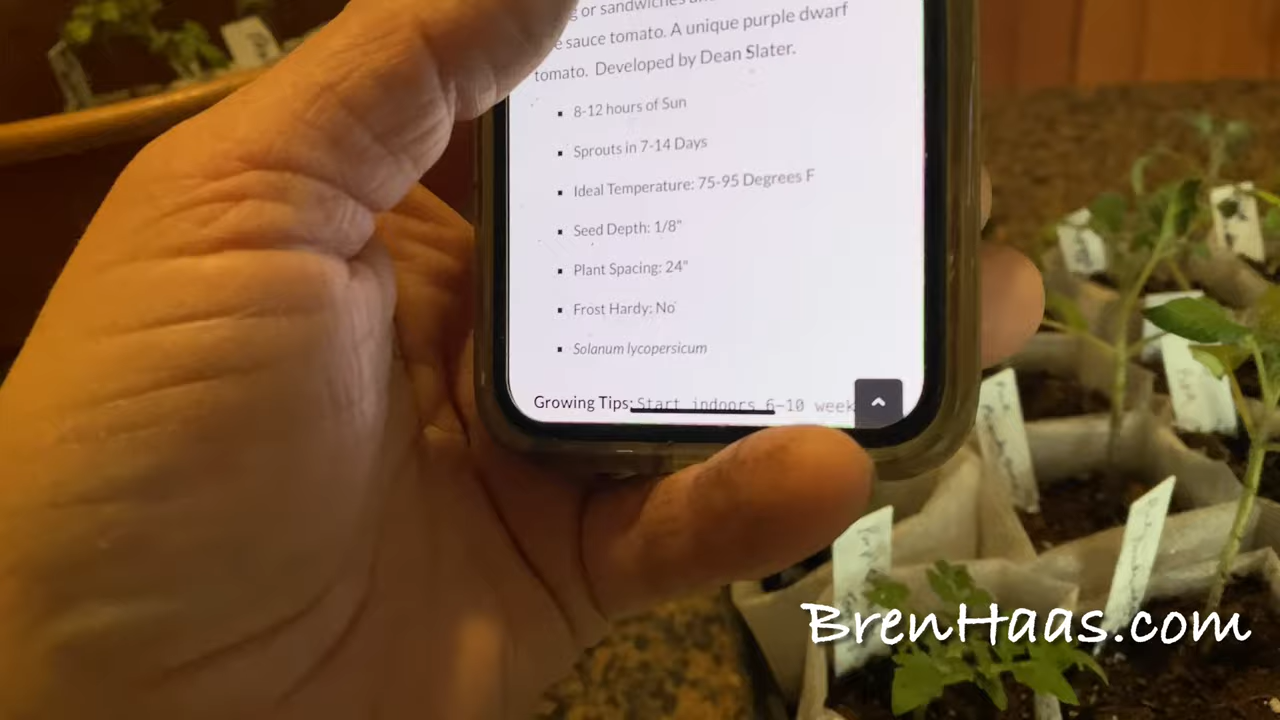 g or sandwiches
e sauce tomato. A unique purple dwarf
tomato. Developed by Dean Slater.
8-12 hours of Sun
Sprouts in 7-14 Days
Ideal Temperature: 75-95 Degrees F
Seed Depth: 1/8"
Plant Spacing: 24"
Frost Hardy: No
Solanum lycopersicum
Growing Tips: Start indoors 6-10 week
BrenHaas.com